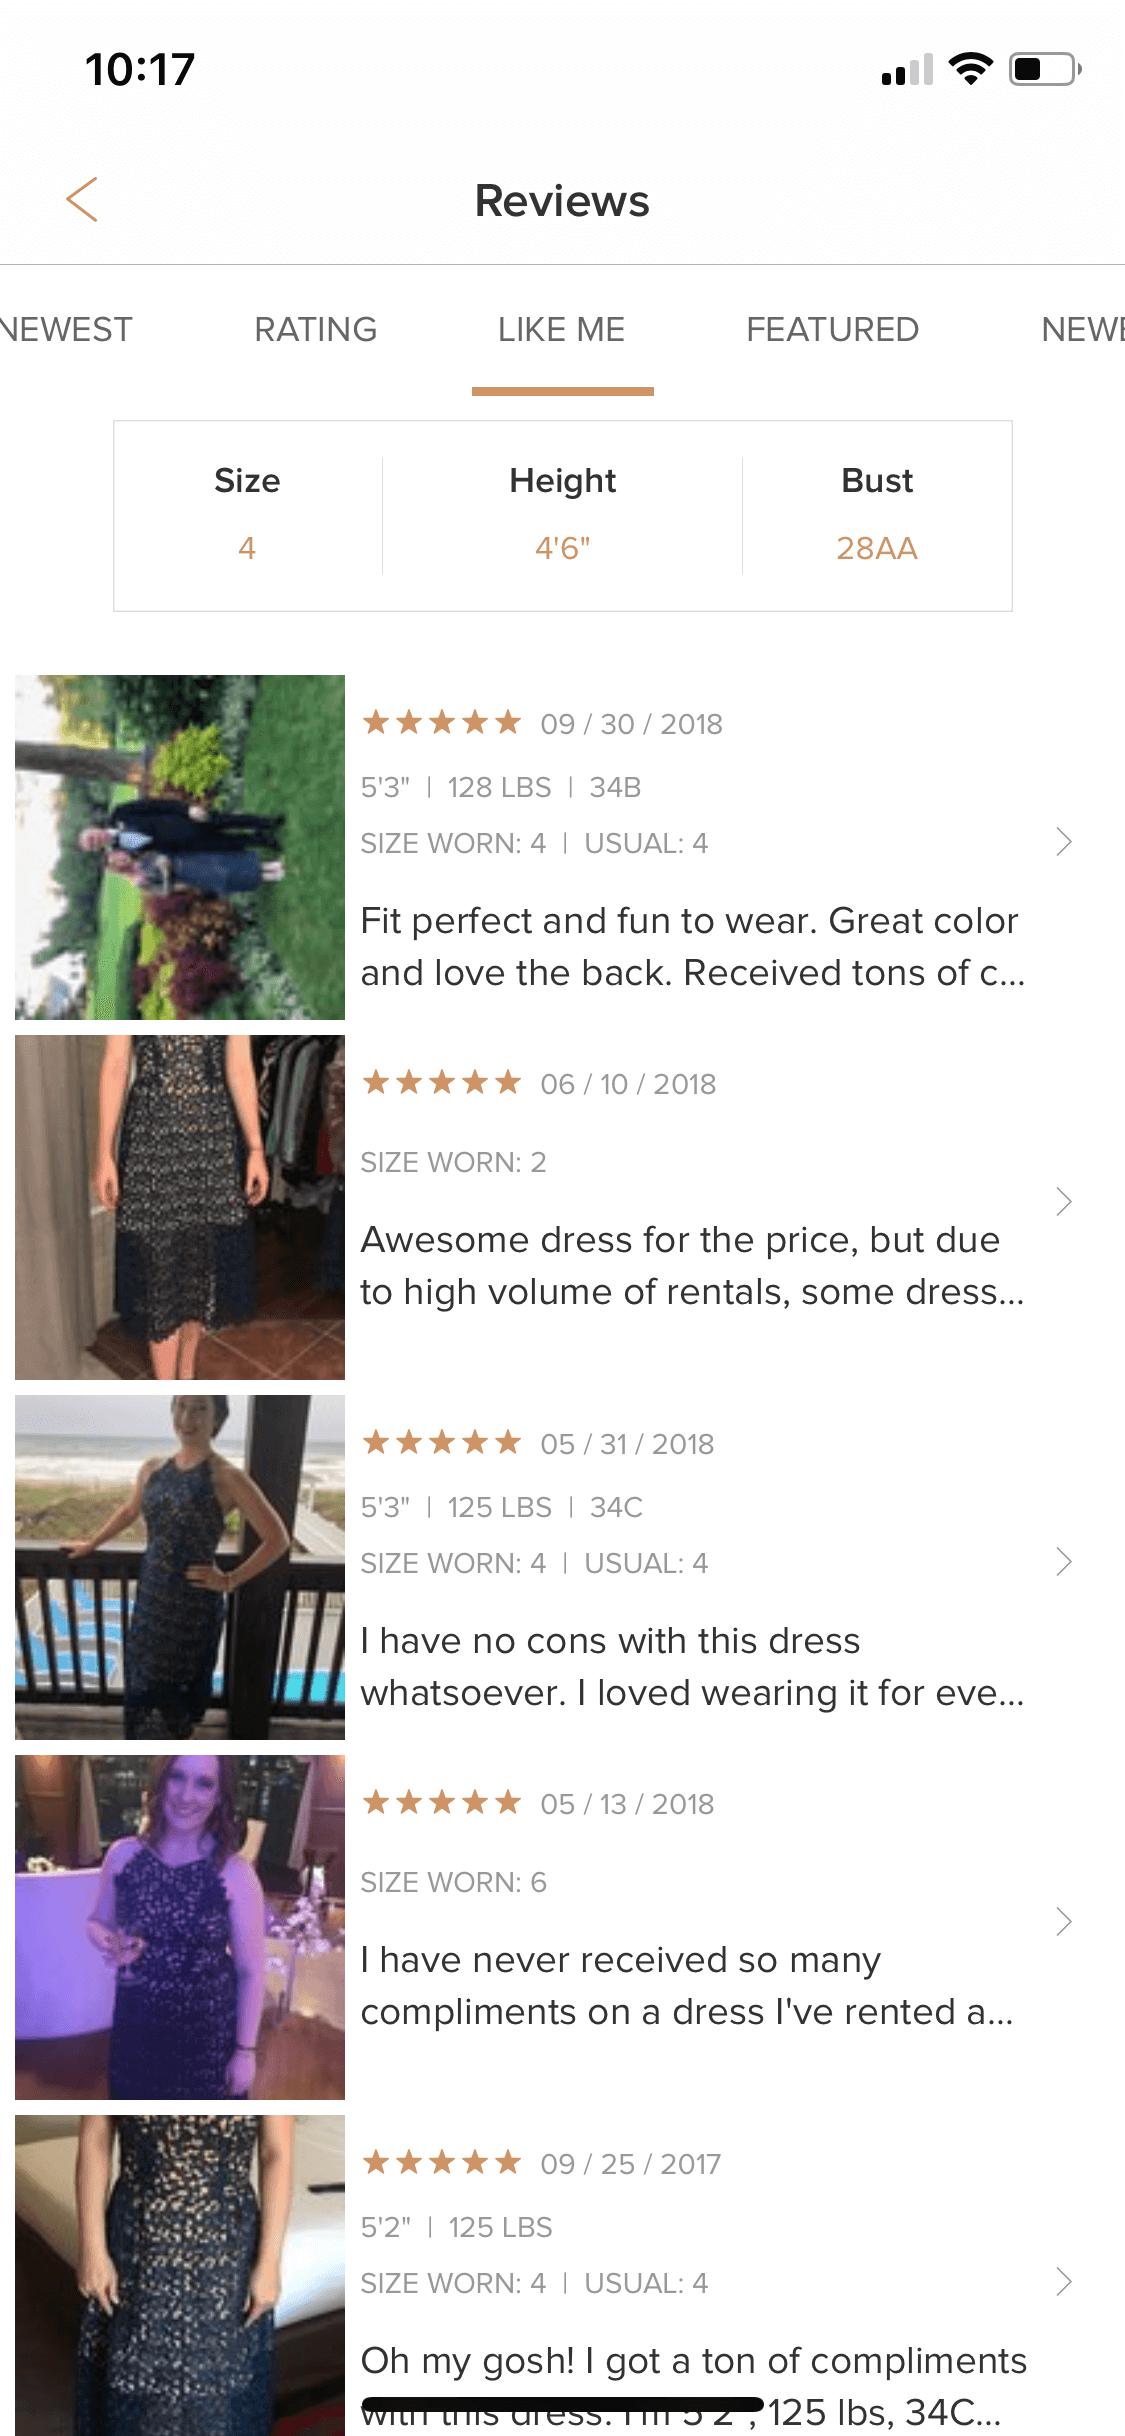 10:17
Reviews
NEWEST RATING LIKE ME FEATURED NEWE
Size Height Bust
4 4'6" 28AA
09 / 30 / 2018
5'3" | 128 LBS | 34B
SIZE WORN: 4 | USUAL: 4
Fit perfect and fun to wear. Great color
and love the back. Received tons of c...
06 / 10 / 2018
SIZE WORN: 2
Awesome dress for the price, but due
to high volume of rentals, some dress...
05 / 31 / 2018
5'3" | 125 LBS | 34C
SIZE WORN: 4 | USUAL: 4
I have no cons with this dress
whatsoever. I loved wearing it for eve...
05 / 13 / 2018
SIZE WORN: 6
I have never received so many
compliments on a dress I've rented a...
09 / 25 / 2017
5'2" | 125 LBS
SIZE WORN: 4 | USUAL: 4
Oh my gosh! I got a ton of compliments
with this dress. I'm 5'2", 125 lbs, 34C...